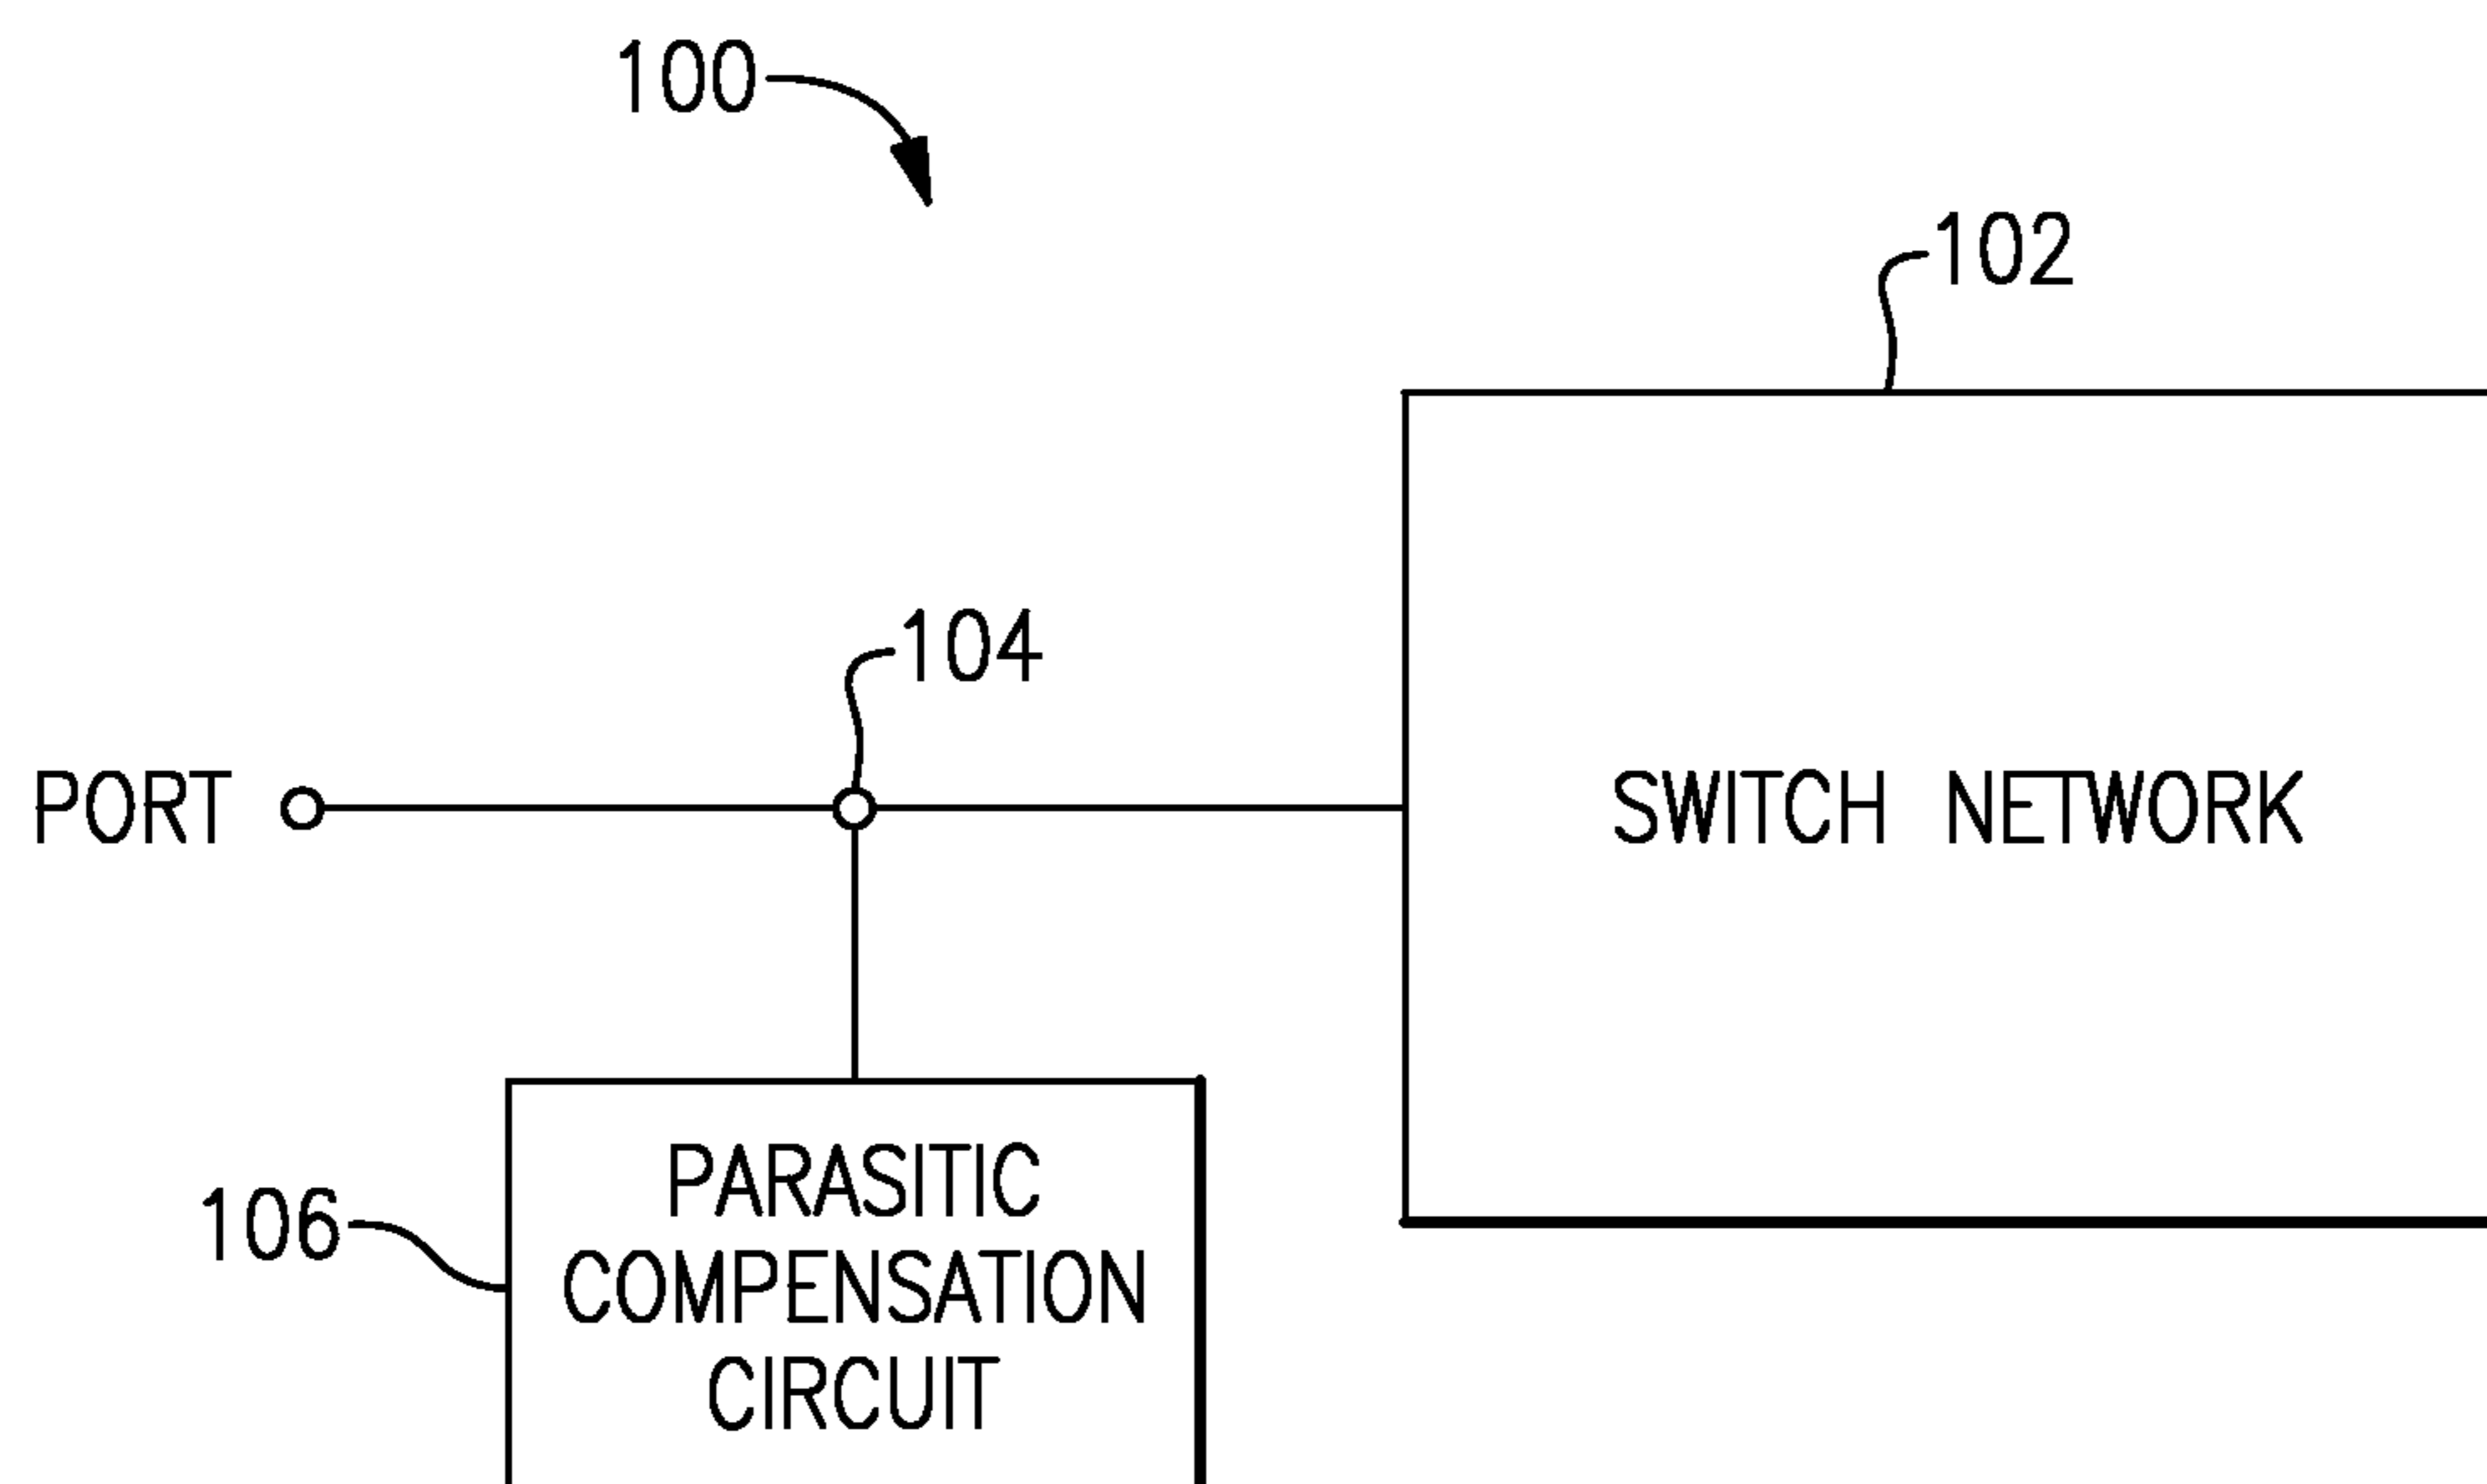 100
102
104
PORT
SWITCH NETWORK
106
PARASITIC
COMPENSATION
CIRCUIT